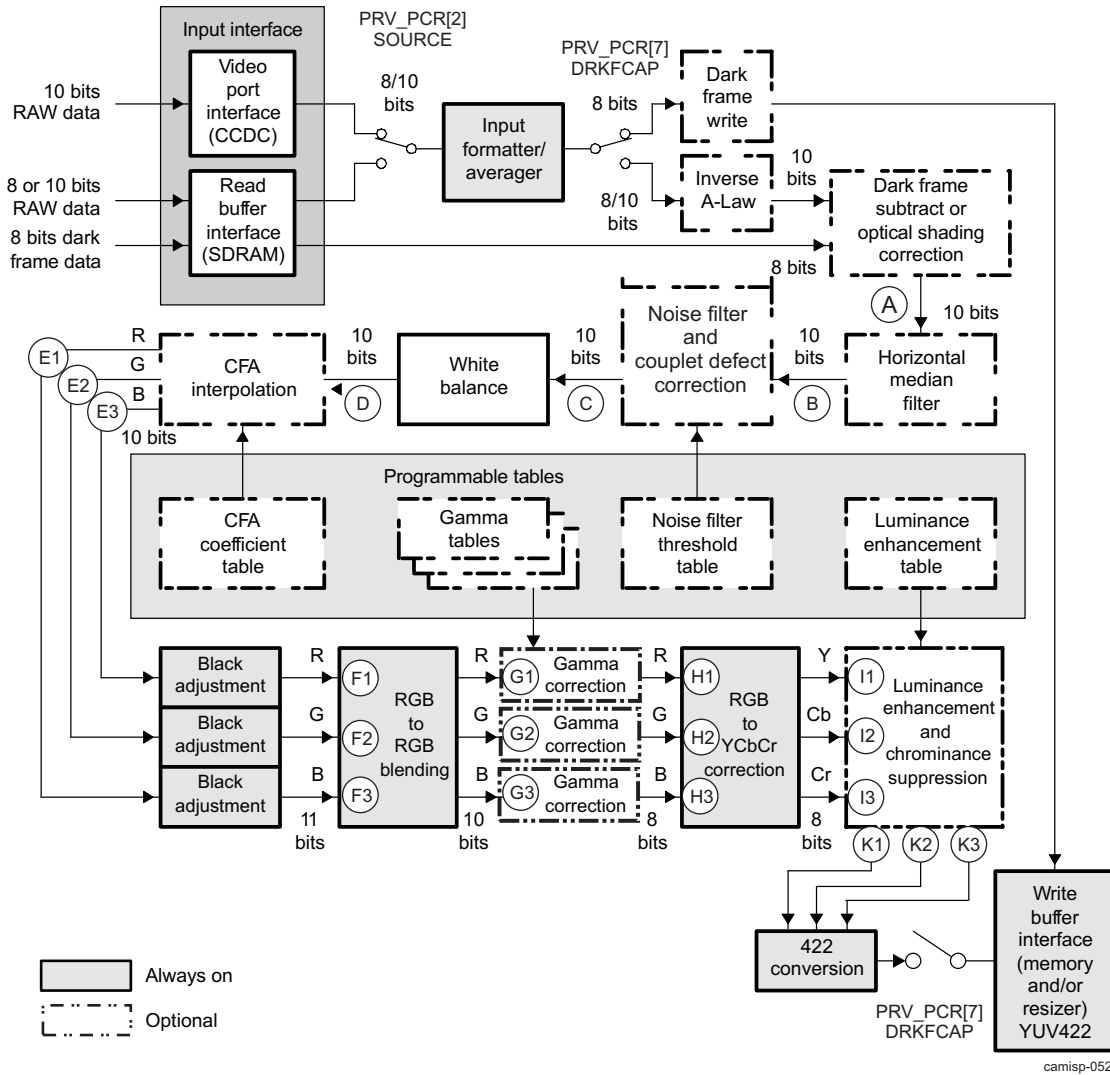 Input interface
PRV_PCR[2]
SOURCE
PRV_PCR[7]
DRKFCAP
10 bits
RAW data
Video
port
interface
(CCDC)
8/10
bits
Input
formatter/
averager
8 bits
Dark
frame
write
8 or 10 bits
RAW data
8 bits dark
frame data
Read
buffer
interface
(SDRAM)
8/10
bits
Inverse
A-Law
10
bits
Dark frame
subtract or
optical shading
correction
8 bits
A
10 bits
E1
R
E2
G
E3
B
10 bits
CFA
interpolation
10
bits
D
White
balance
10
bits
C
Noise filter
and
couplet defect
correction
10
bits
B
Horizontal
median
filter
Programmable tables
CFA
coefficient
table
Gamma
tables
Noise filter
threshold
table
Luminance
enhancement
table
Black
adjustment
Black
adjustment
Black
adjustment
R
G
B
11
bits
F1
F2
F3
RGB
to
RGB
blending
R
G
B
10
bits
G1
Gamma
correction
G2
Gamma
correction
G3
Gamma
correction
R
G
B
8
bits
H1
H2
H3
RGB
to
YCbCr
correction
Y
Cb
Cr
8
bits
I1
I2
I3
Luminance
enhancement
and
chrominance
suppression
K1
K2
K3
422
conversion
PRV_PCR[7]
DRKFCAP
Write
buffer
interface
(memory
and/or
resizer)
YUV422
Always on
Optional
camisp-052